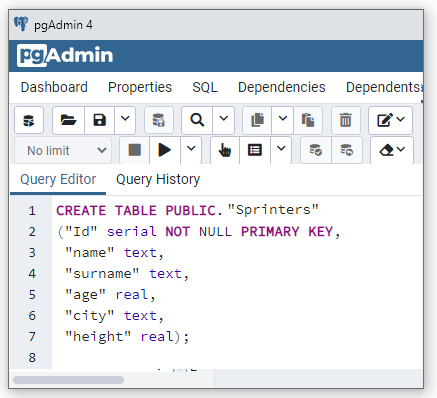 pgAdmin 4
pgAdmin
Dashboard Properties SQL Dependencies Dependents
No limit
Query Editor Query History
1 CREATE TABLE PUBLIC."Sprinters"
2 ("Id" serial NOT NULL PRIMARY KEY,
3 "name" text,
4 "surname" text,
5 "age" real,
6 "city" text,
7 "height" real);
8